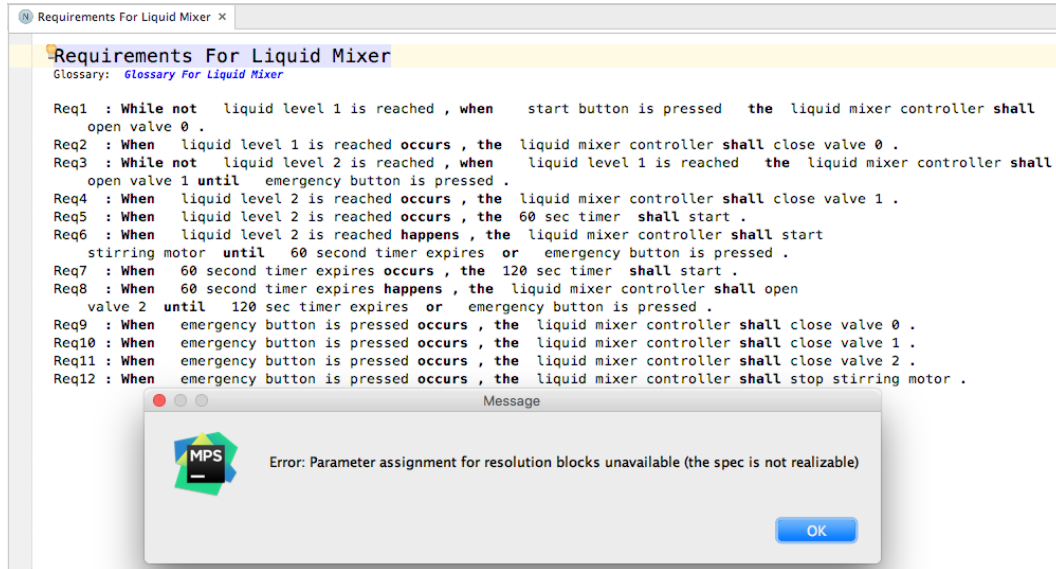 N Requirements For Liquid Mixer ×
Requirements For Liquid Mixer
Glossary: Glossary For Liquid Mixer
Req1 : While not liquid level 1 is reached , when start button is pressed the liquid mixer controller shall
open valve 0 .
Req2 : When liquid level 1 is reached occurs , the liquid mixer controller shall close valve 0 .
Req3 : While not liquid level 2 is reached , when liquid level 1 is reached the liquid mixer controller shall
open valve 1 until emergency button is pressed .
Req4 : When liquid level 2 is reached occurs , the liquid mixer controller shall close valve 1 .
Req5 : When liquid level 2 is reached occurs , the 60 sec timer shall start .
Req6 : When liquid level 2 is reached happens , the liquid mixer controller shall start
stirring motor until 60 second timer expires or emergency button is pressed .
Req7 : When 60 second timer expires occurs , the 120 sec timer shall start .
Req8 : When 60 second timer expires happens , the liquid mixer controller shall open
valve 2 until 120 sec timer expires or emergency button is pressed .
Req9 : When emergency button is pressed occurs , the liquid mixer controller shall close valve 0 .
Req10 : When emergency button is pressed occurs , the liquid mixer controller shall close valve 1 .
Req11 : When emergency button is pressed occurs , the liquid mixer controller shall close valve 2 .
Req12 : When emergency button is pressed occurs , the liquid mixer controller shall stop stirring motor .
Message
MPS
Error: Parameter assignment for resolution blocks unavailable (the spec is not realizable)
OK